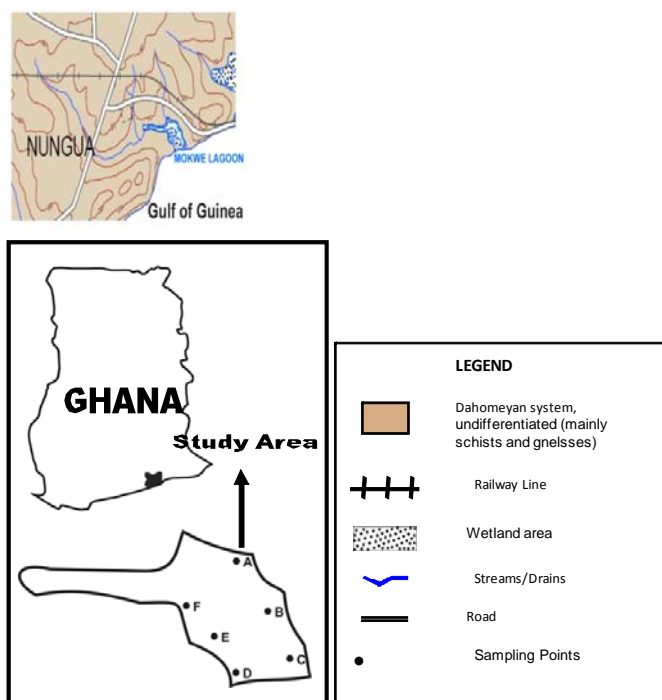 NUNGUA
MOKWE LAGOON
Gulf of Guinea
GHANA
Study Area
A
B
F
E
C
D
LEGEND
Dahomeyan system,
undifferentiated (mainly
schists and gnelsses)
Railway Line
Wetland area
Streams/Drains
Road
Sampling Points